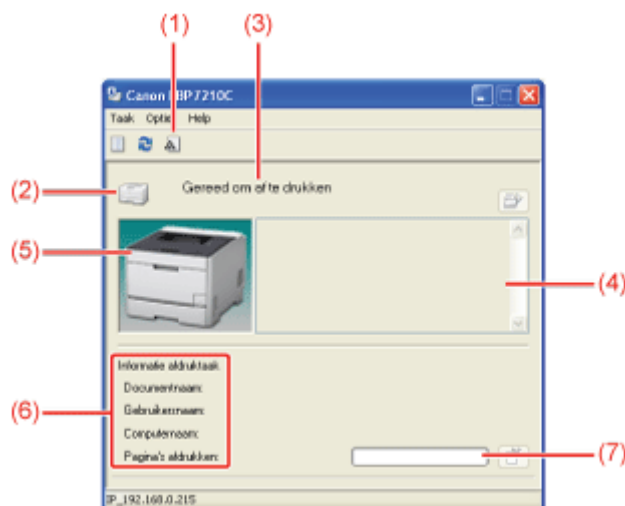 (1)
(3)
Canon LBP7210C
Taak Optie Help
(2)
Gereed om af te drukken
(5)
(4)
Informatie afdruktaak
Documentnaam:
(6)
Gebruikersnaam:
Computernaam:
Pagina's afdrukken:
(7)
IP_192.168.0.215